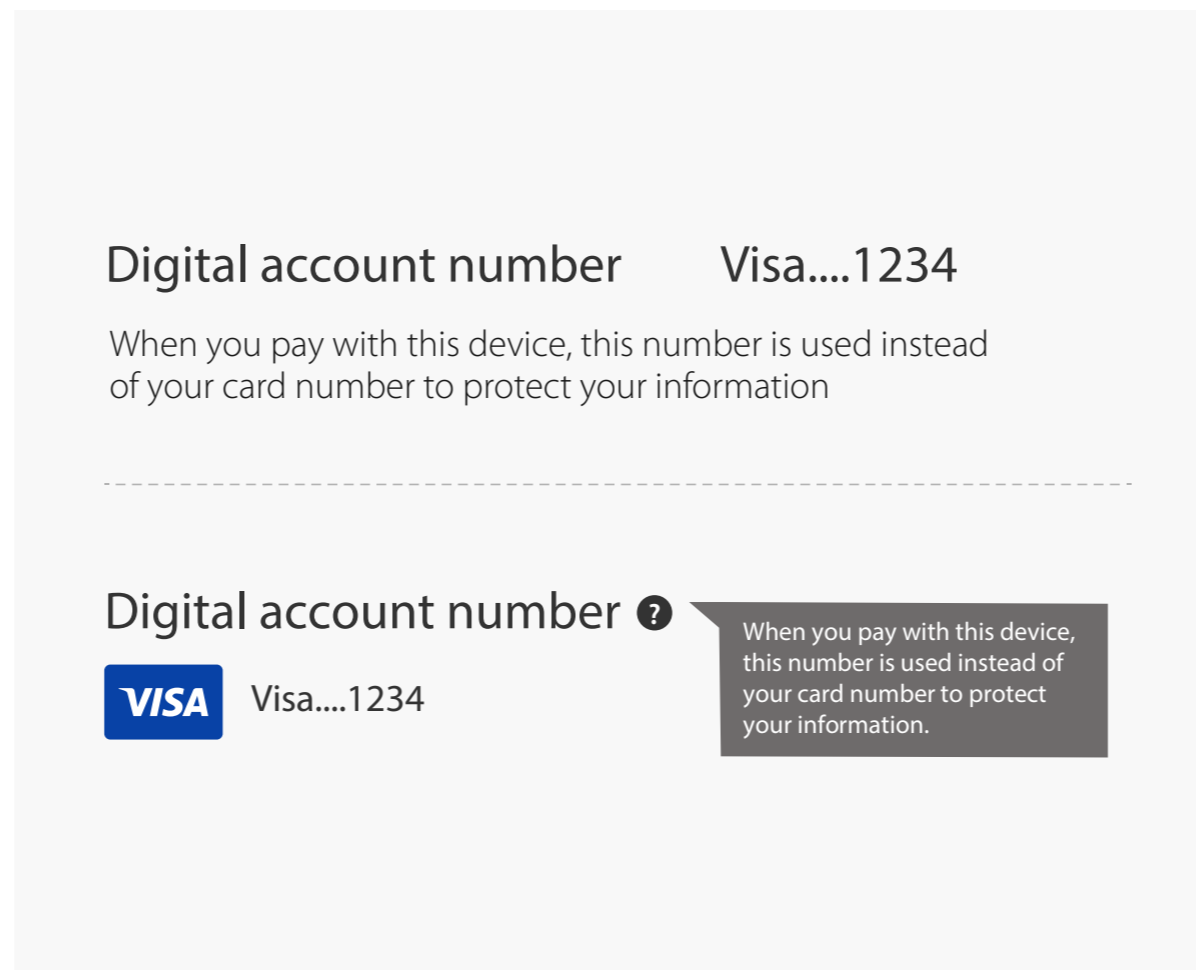 Digital account number Visa....1234
When you pay with this device, this number is used instead
of your card number to protect your information
Digital account number ?
When you pay with this device,
this number is used instead of
your card number to protect
your information.
VISA Visa....1234